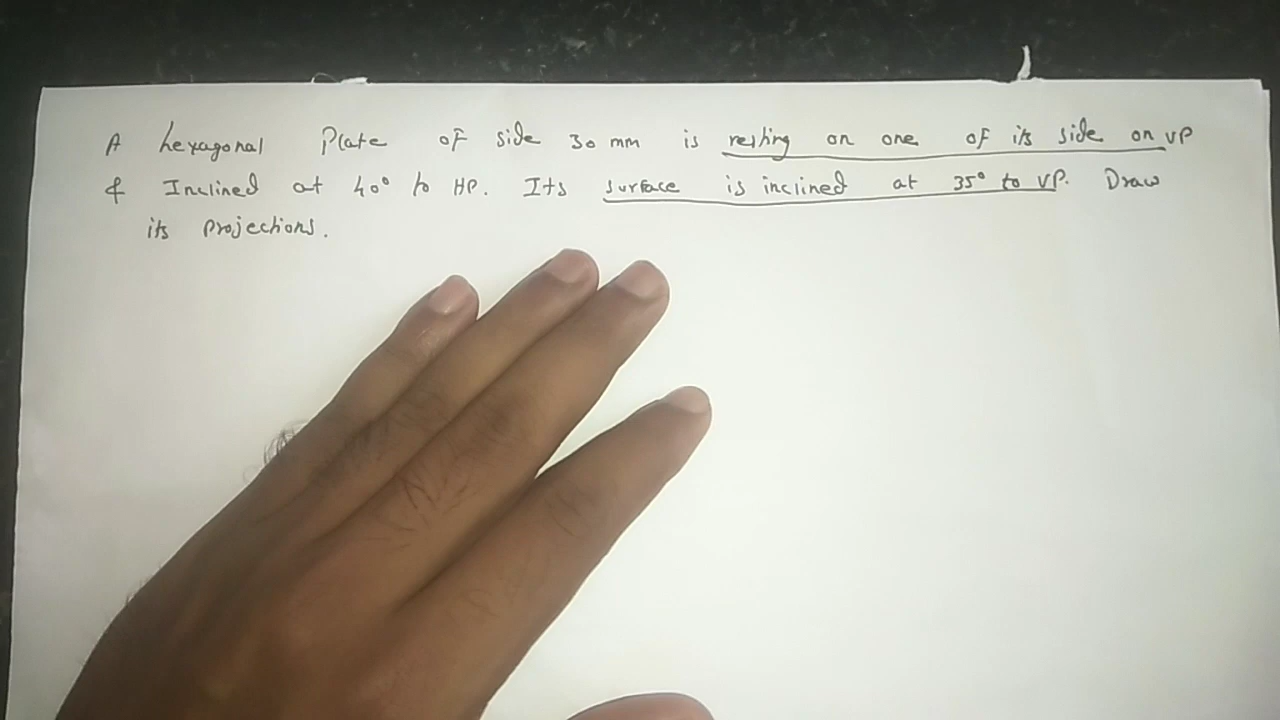 A hexagonal Plate of side 30 mm is resting on one of its side on VP
& Inclined at 40° to HP. Its surface is inclined at 35° to VP. Draw
its projections.